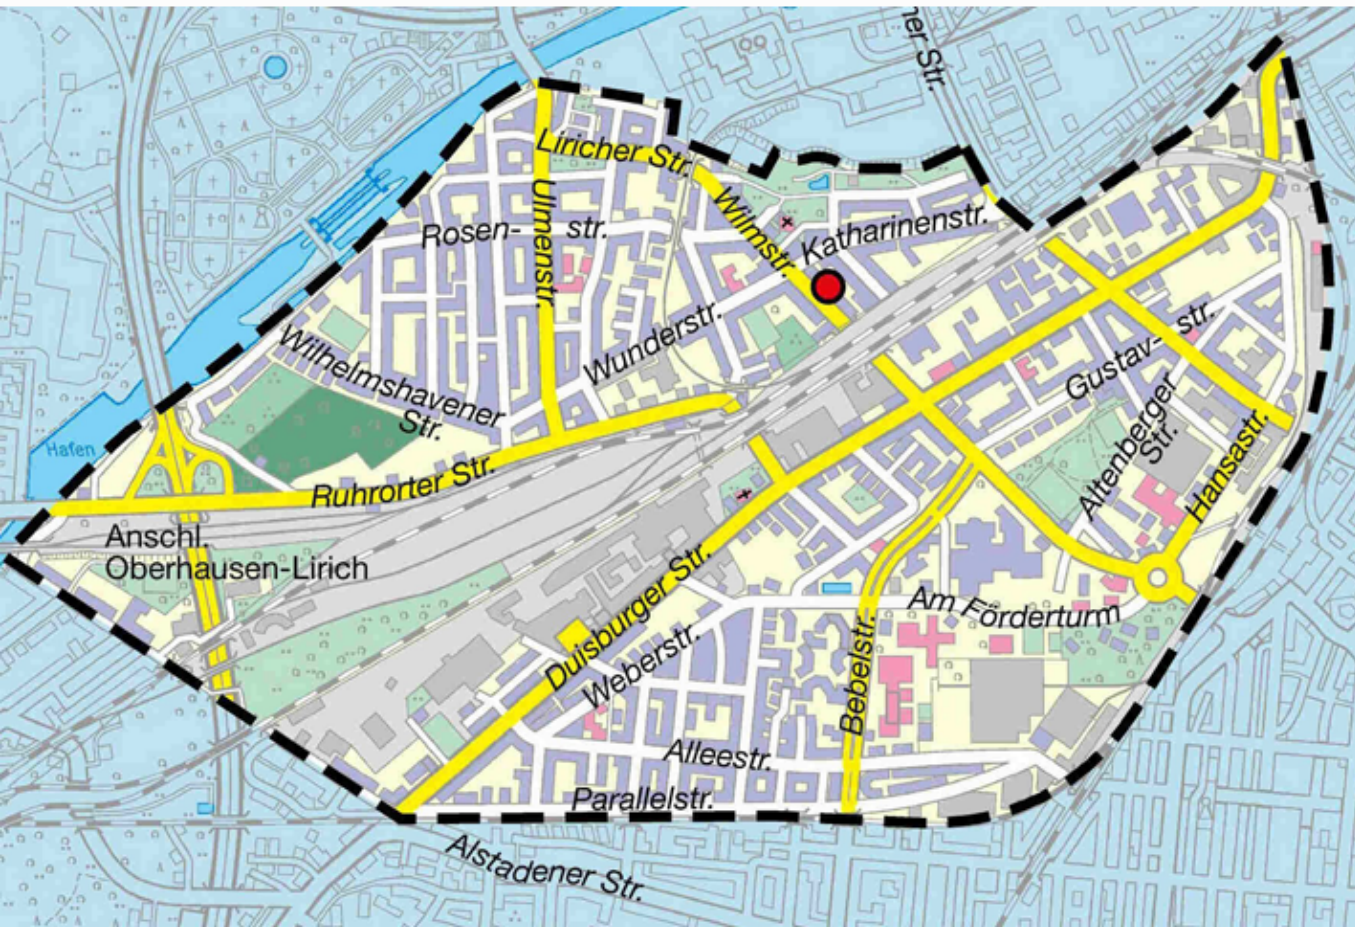 ner Str.
Liricher Str.
Ulmenstr.
Wilmstr.
Rosen-
str.
Katharinenstr.
Wunderstr.
Wilhelmshavener
Str.
Gustav-
str.
Altenberger
Str.
Hansastr.
Hafen
Ruhrorter Str.
Anschl.
Oberhausen-Lirich
Duisburger Str.
Weberstr.
Am Förderturm
Bebelstr.
Alleestr.
Parallelstr.
Alstadener Str.